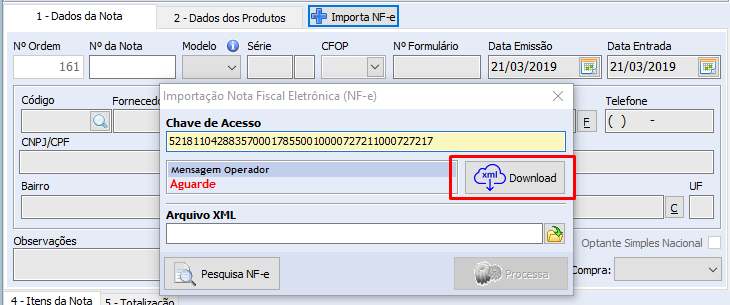 1 - Dados da Nota
2 - Dados dos Produtos
Importa NF-e
Nº Ordem
Nº da Nota
Modelo
Série
CFOP
Nº Formulário
Data Emissão
Data Entrada
161
21/03/2019
21/03/2019
Código
Fornecedo
Telefone
F
( ) -
CNPJ/CPF
Bairro
UF
C
Observações
Optante Simples Nacional
Compra:
Importação Nota Fiscal Eletrônica (NF-e)
Chave de Acesso
52181104288357000178550010000727211000727217
Mensagem Operador
Aguarde
xml
Download
Arquivo XML
Pesquisa NF-e
Processa
4 - Itens da Nota
5 - Totalização